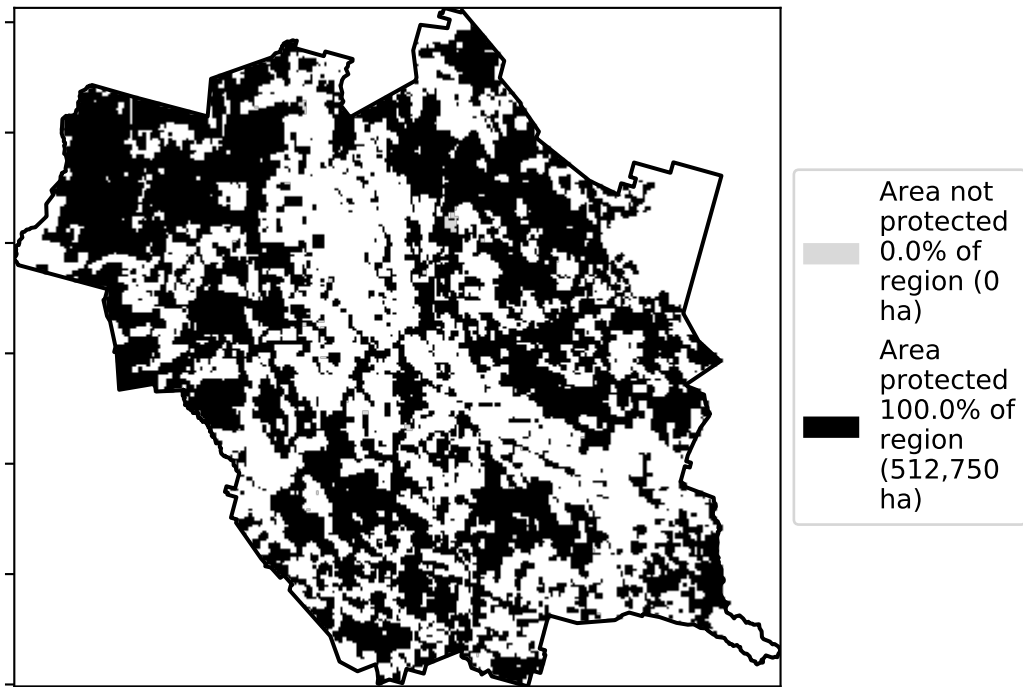 Area not
protected
0.0% of
region (0
ha)
Area
protected
100.0% of
region
(512,750
ha)